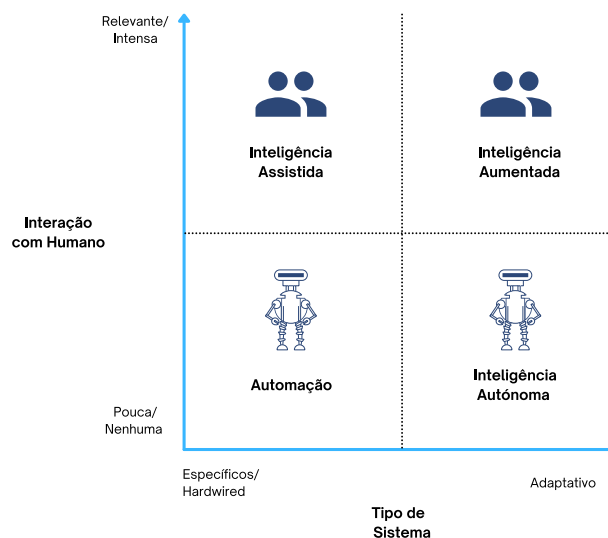 Relevante/
Intensa
Inteligência
Assistida
Inteligência
Aumentada
Interação
com Humano
Automação
Inteligência
Autónoma
Pouca/
Nenhuma
Específicos/
Hardwired
Adaptativo
Tipo de
Sistema